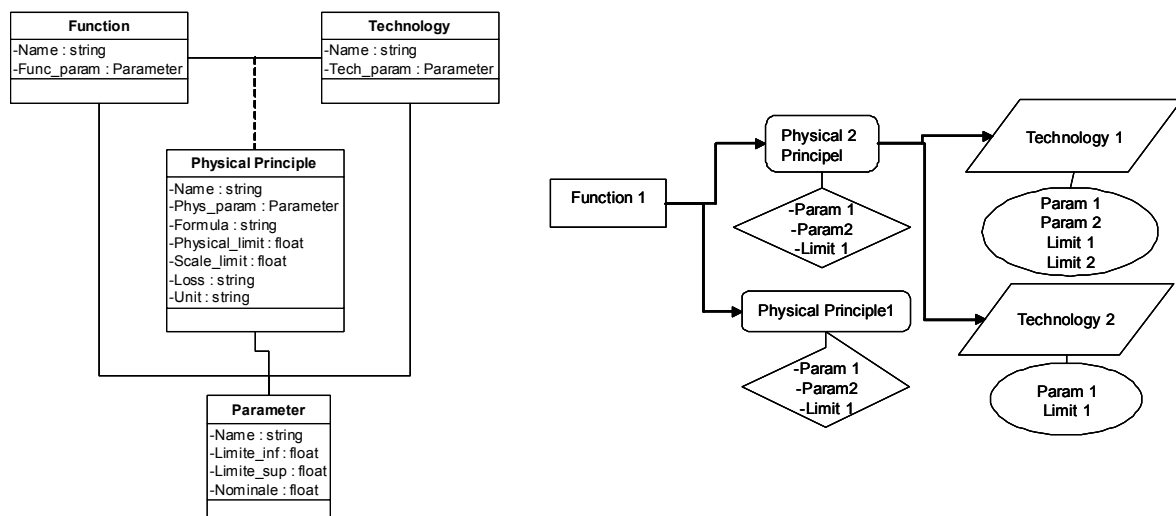 Function
-Name : string
-Func_param : Parameter
Technology
-Name : string
-Tech_param : Parameter
Physical Principle
-Name : string
-Phys_param : Parameter
-Formula : string
-Physical_limit : float
-Scale_limit : float
-Loss : string
-Unit : string
Parameter
-Name : string
-Limite_inf : float
-Limite_sup : float
-Nominale : float
Function 1
Physical 2
Principel
-Param 1
-Param2
-Limit 1
Physical Principle1
-Param 1
-Param2
-Limit 1
Technology 1
Param 1
Param 2
Limit 1
Limit 2
Technology 2
Param 1
Limit 1